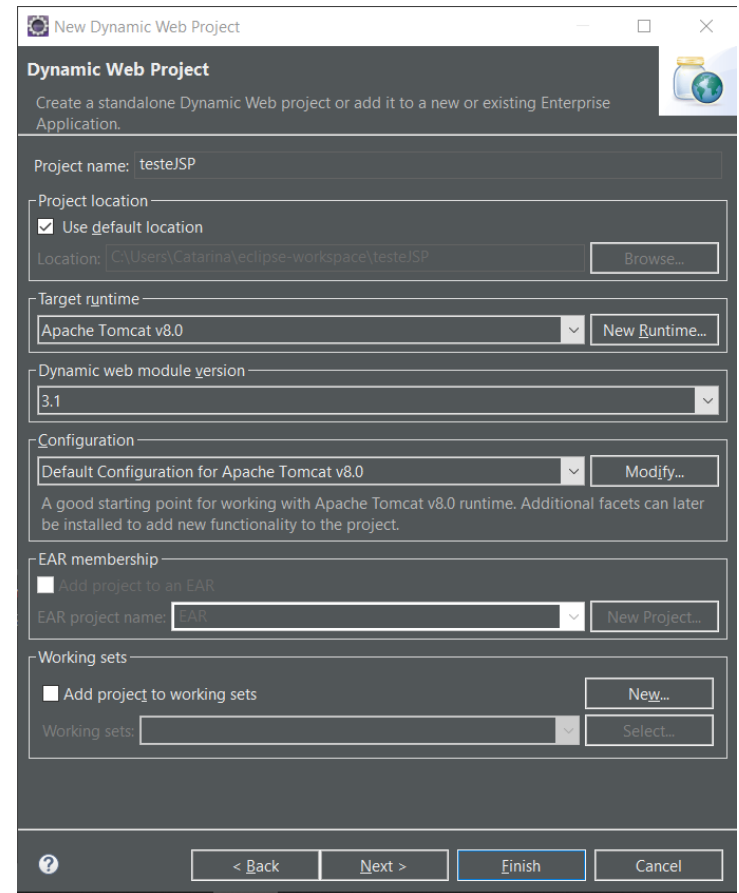 New Dynamic Web Project
Dynamic Web Project
Create a standalone Dynamic Web project or add it to a new or existing Enterprise
Application.
Project name: testeJSP
Project location
Use default location
Location: C:\Users\Catarina\eclipse-workspace\testeJSP Browse...
Target runtime
Apache Tomcat v8.0 New Runtime...
Dynamic web module version
3.1
Configuration
Default Configuration for Apache Tomcat v8.0 Modify...
A good starting point for working with Apache Tomcat v8.0 runtime. Additional facets can later
be installed to add new functionality to the project.
EAR membership
Add project to an EAR
EAR project name: EAR New Project...
Working sets
Add project to working sets New...
Working sets: Select...
? < Back Next > Finish Cancel